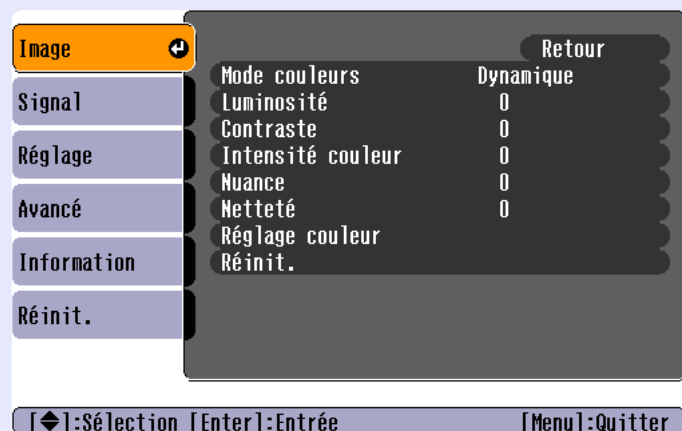 Image
Signal
Réglage
Avancé
Information
Réinit.
Retour
Mode couleurs Dynamique
Luminosité 0
Contraste 0
Intensité couleur 0
Nuance 0
Netteté 0
Réglage couleur
Réinit.
[◆]:Sélection [Enter]:Entrée [Menu]:Quitter